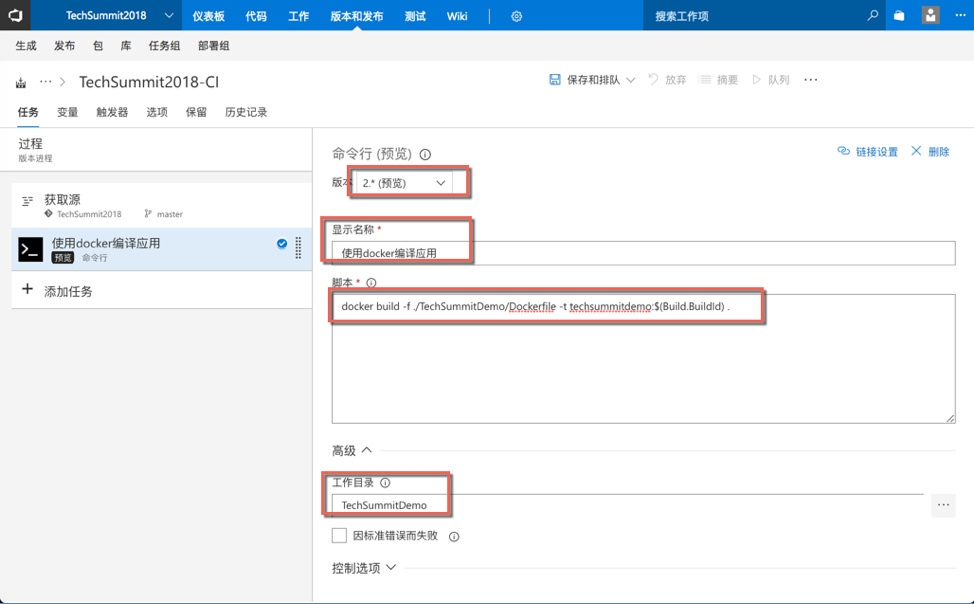 TechSummit2018 仪表板 代码 工作 版本和发布 测试 Wiki 搜索工作项
生成 发布 包 库 任务组 部署组
··· > TechSummit2018-CI 保存和排队 放弃 摘要 队列 ···
任务 变量 触发器 选项 保留 历史记录
过程
版本进程
获取源
TechSummit2018 master
使用docker编译应用
预览 命令行
+ 添加任务
命令行 (预览) 链接设置 删除
版本 2.* (预览)
显示名称 *
使用docker编译应用
脚本 *
docker build -f ./TechSummitDemo/Dockerfile -t techsummitdemo:$(Build.BuildId) .
高级
工作目录
TechSummitDemo ···
因标准错误而失败
控制选项